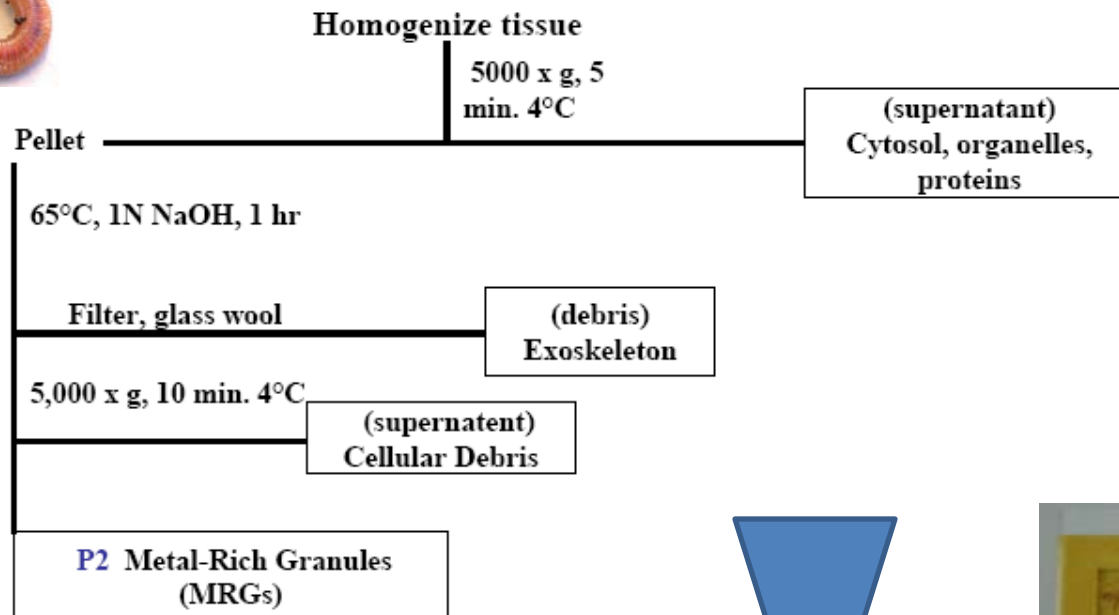 Homogenize tissue
5000 x g, 5
min. 4°C
(supernatant)
Cytosol, organelles,
proteins
Pellet
65°C, 1N NaOH, 1 hr
Filter, glass wool
(debris)
Exoskeleton
5,000 x g, 10 min. 4°C
(supernatent)
Cellular Debris
P2 Metal-Rich Granules
(MRGs)